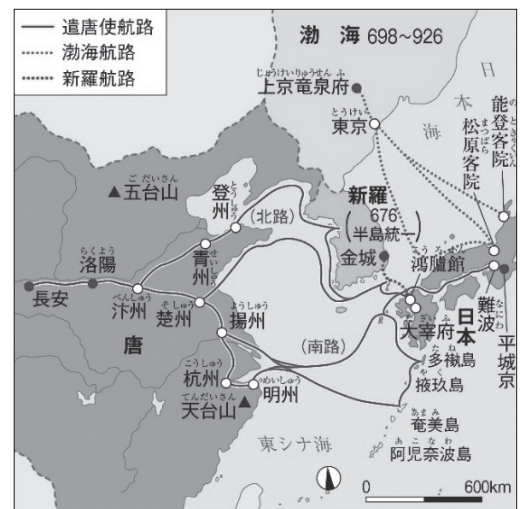 遣唐使航路
渤海航路
新羅航路
渤 海 698～926
じょうけいりゅうせんふ
上京竜泉府
とうけい
東京
日本海
のときゃくいん
能登客院
まつばら
松原客院
ごだいさん
五台山
とうしゅう
登州
(北路)
新羅
676
(半島統一)
金城
こうろかん
鴻臚館
せいしゅう
青州
らくよう
洛陽
長安
べんしゅう
汴州
そしゅう
楚州
ようしゅう
揚州
唐
(南路)
だざいふ
大宰府
日本
なにわ
難波
平城京
たね
多褹島
やく
掖玖島
あまみ
奄美島
あこなわ
阿児奈波島
こうしゅう
杭州
めいしゅう
明州
てんだいさん
天台山
東シナ海
0 600km